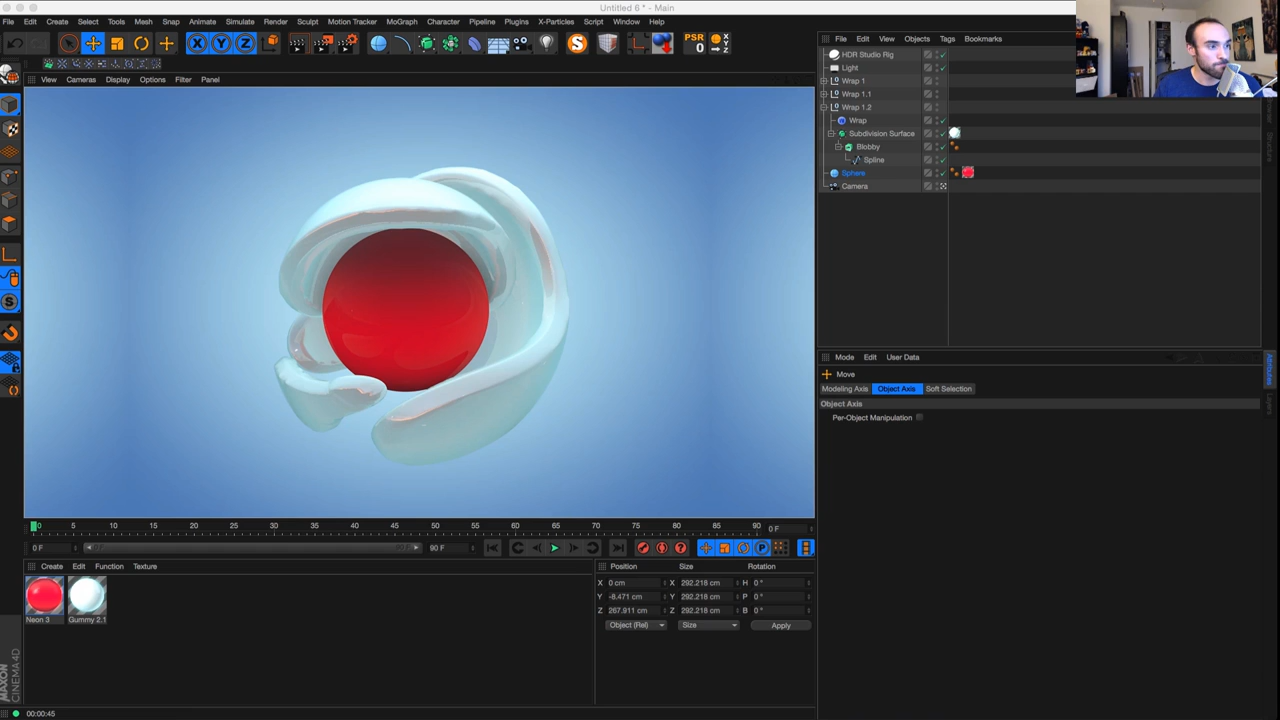 Untitled 6 * - Main
File Edit Create Select Tools Mesh Snap Animate Simulate Render Sculpt Motion Tracker MoGraph Character Pipeline Plugins X-Particles Script Window Help
X Y Z S PSR 0
View Cameras Display Options Filter Panel
File Edit View Objects Tags Bookmarks
HDR Studio Rig
Light
Wrap 1
Wrap 1.1
Wrap 1.2
Wrap
Subdivision Surface
Blobby
Spline
Sphere
Camera
Structure
Mode Edit User Data
Move
Modeling Axis Object Axis Soft Selection
Object Axis
Per-Object Manipulation
Attributes
Layers
0 5 10 15 20 25 30 35 40 45 50 55 60 65 70 75 80 85 90 0 F
0 F 90 F
Create Edit Function Texture
Neon 3 Gummy 2.1
Position Size Rotation
X 0 cm X 292.218 cm H 0 °
Y -8.471 cm Y 292.218 cm P 0 °
Z 267.911 cm Z 292.218 cm B 0 °
Object (Rel) Size Apply
MAXON CINEMA 4D
00:00:45